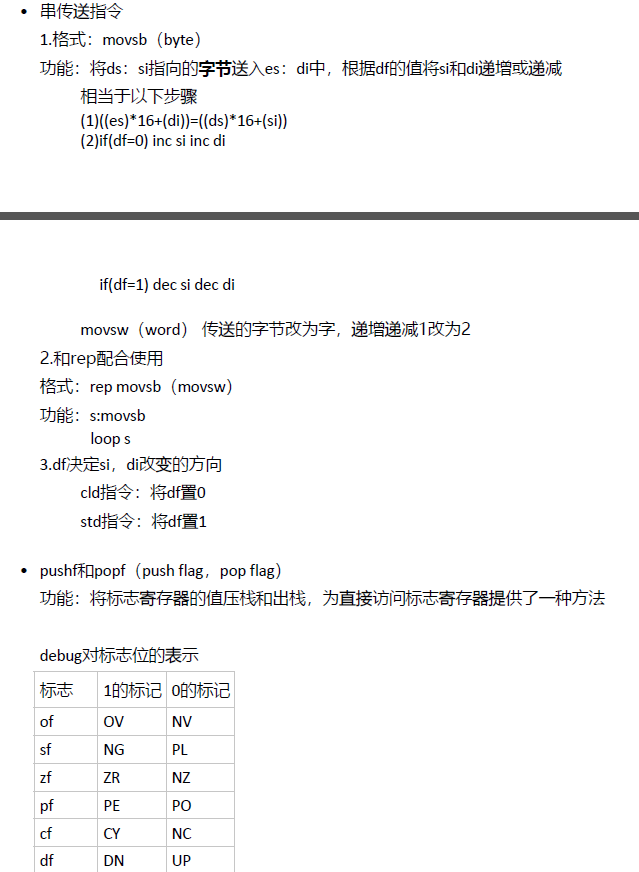 • 串传送指令
1.格式：movsb（byte）
功能：将ds：si指向的字节送入es：di中，根据df的值将si和di递增或递减
相当于以下步骤
(1)((es)*16+(di))=((ds)*16+(si))
(2)if(df=0) inc si inc di
if(df=1) dec si dec di
movsw（word） 传送的字节改为字，递增递减1改为2
2.和rep配合使用
格式：rep movsb（movsw）
功能：s:movsb
loop s
3.df决定si，di改变的方向
cld指令：将df置0
std指令：将df置1
• pushf和popf（push flag，pop flag）
功能：将标志寄存器的值压栈和出栈，为直接访问标志寄存器提供了一种方法
debug对标志位的表示
标志 1的标记 0的标记
of OV NV
sf NG PL
zf ZR NZ
pf PE PO
cf CY NC
df DN UP